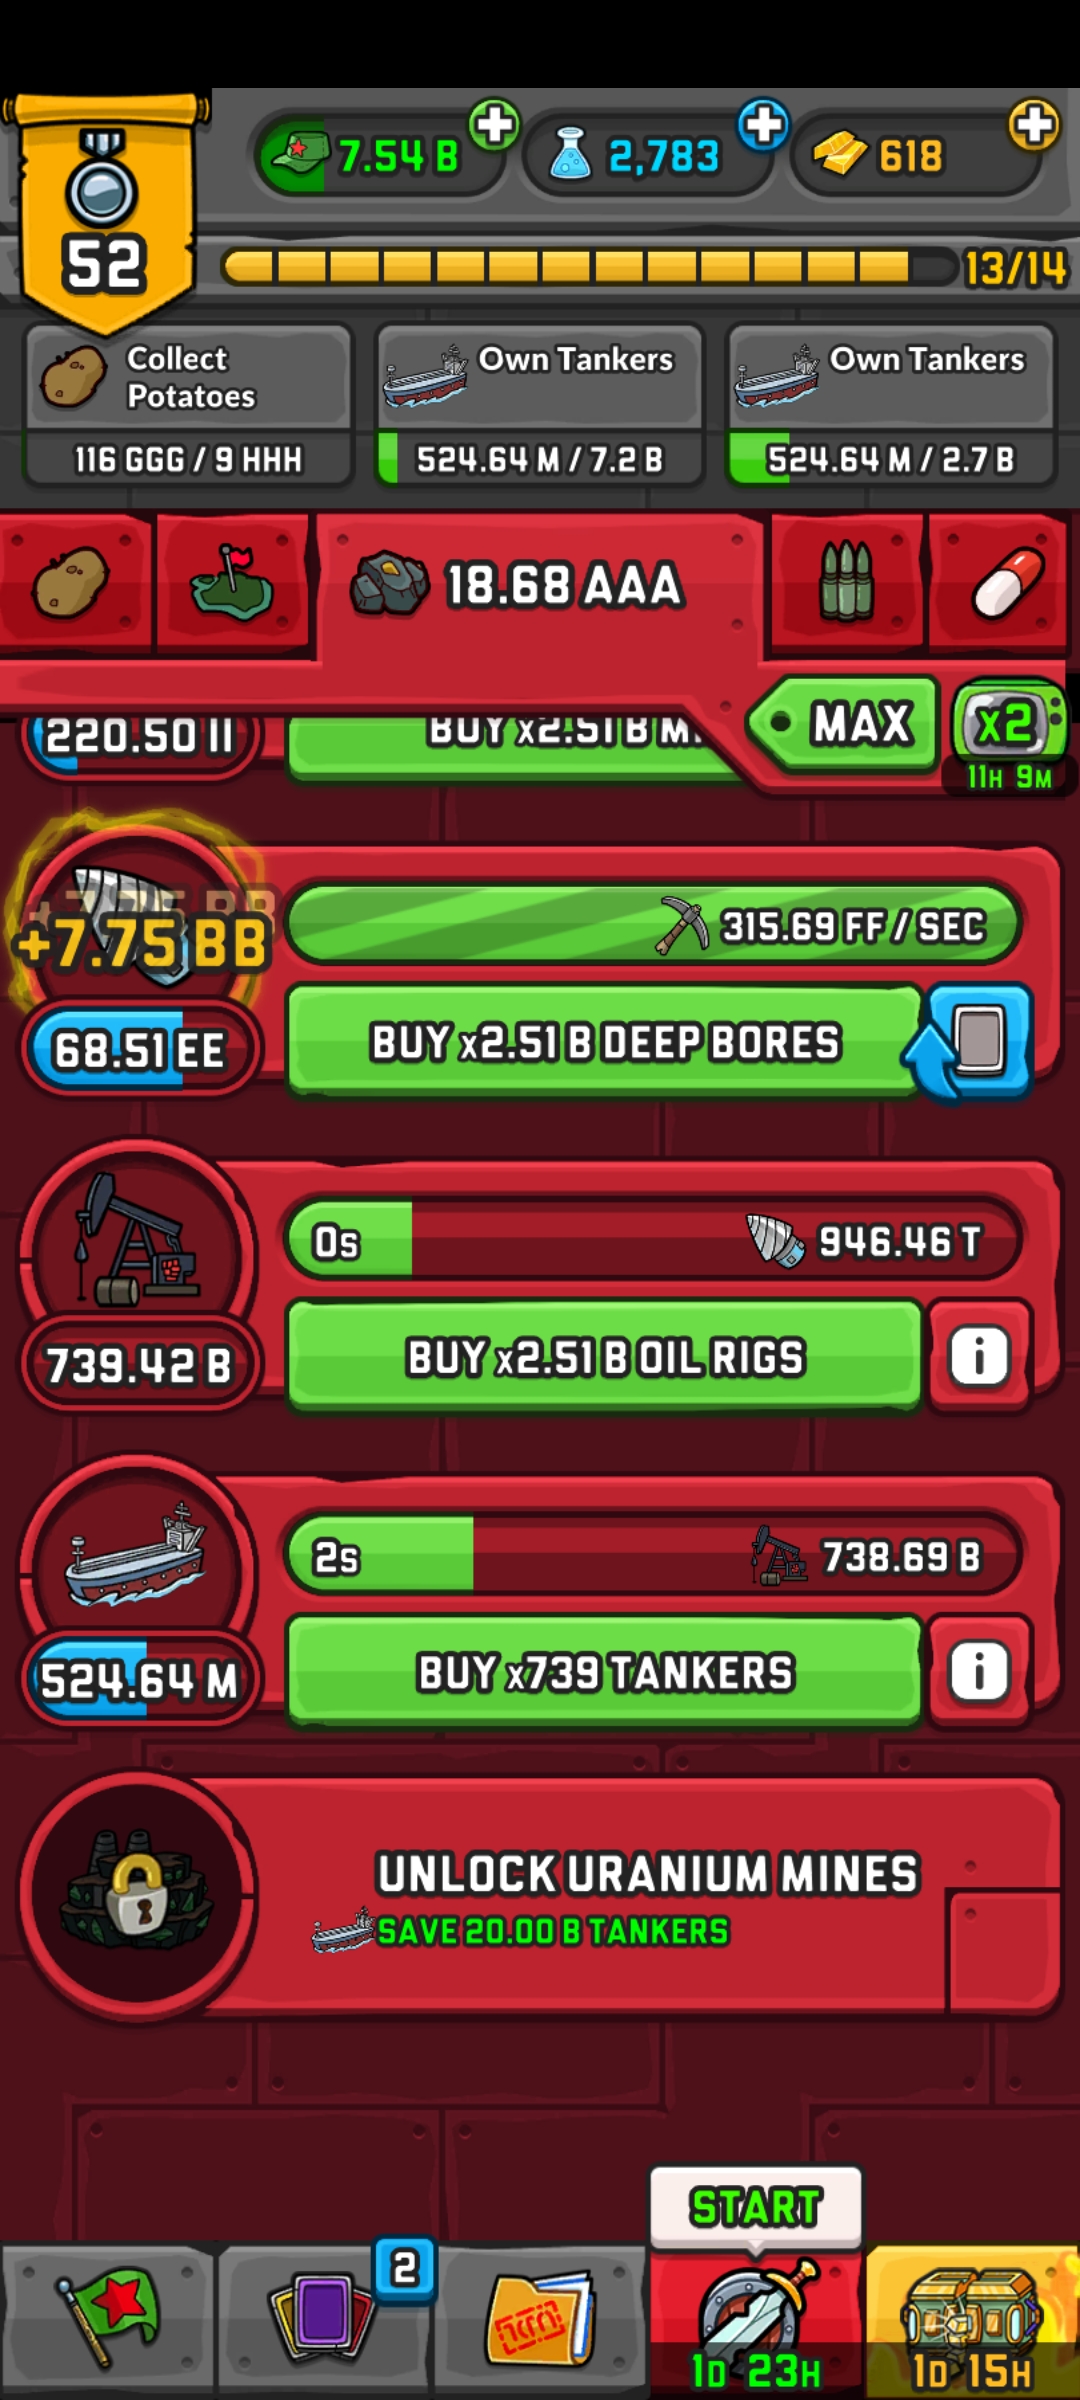 7.54 B
2,783
618
52
13/14
Collect
Potatoes
116 GGG / 9 HHH
Own Tankers
524.64 M / 7.2 B
Own Tankers
524.64 M / 2.7 B
18.68 AAA
MAX
x2
11H 9M
220.50 II
BUY x2.51 B
+7.75 BB
+7.75 BB
315.69 FF / SEC
68.51 EE
BUY x2.51 B DEEP BORES
0s
946.46 T
739.42 B
BUY x2.51 B OIL RIGS
i
2s
738.69 B
524.64 M
BUY x739 TANKERS
i
UNLOCK URANIUM MINES
SAVE 20.00 B TANKERS
START
2
1D 23H
1D 15H